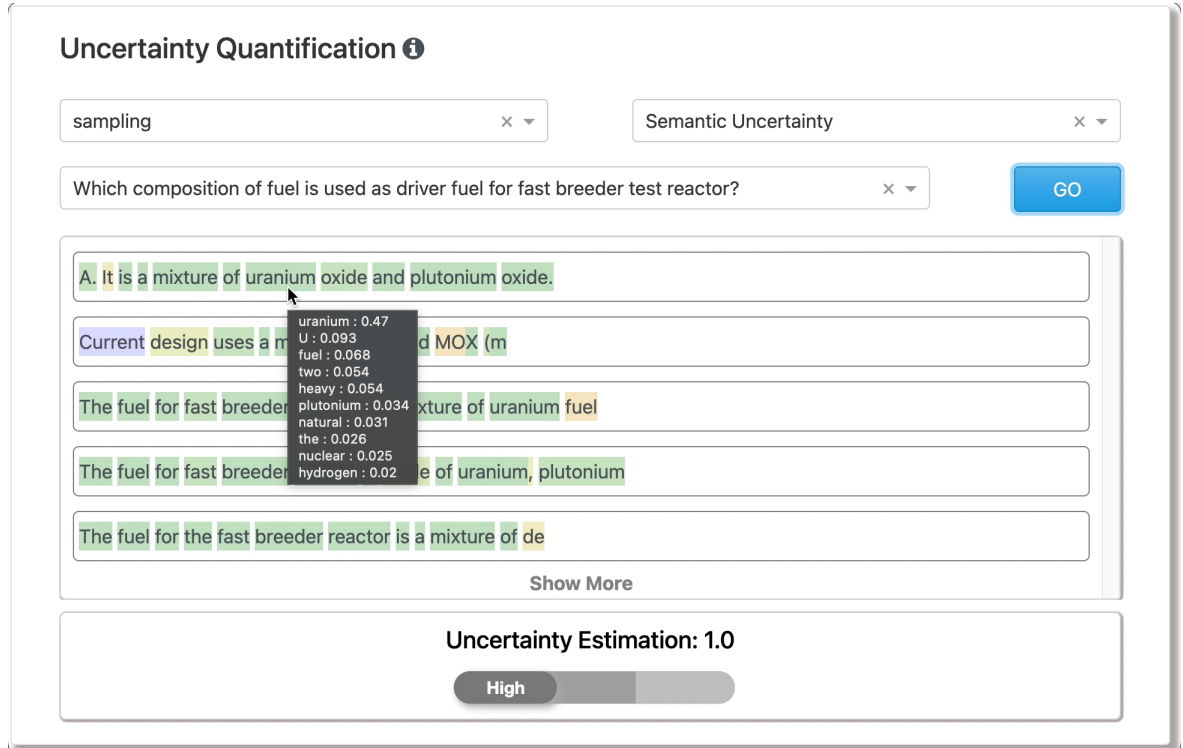 Uncertainty Quantification
sampling
Semantic Uncertainty
Which composition of fuel is used as driver fuel for fast breeder test reactor?
GO
A. It is a mixture of uranium oxide and plutonium oxide.
uranium : 0.47
U : 0.093
fuel : 0.068
two : 0.054
heavy : 0.054
plutonium : 0.034
natural : 0.031
the : 0.026
nuclear : 0.025
hydrogen : 0.02
Current design uses a m d MOX (m
The fuel for fast breeder xture of uranium fuel
The fuel for fast breeder e of uranium, plutonium
The fuel for the fast breeder reactor is a mixture of de
Show More
Uncertainty Estimation: 1.0
High